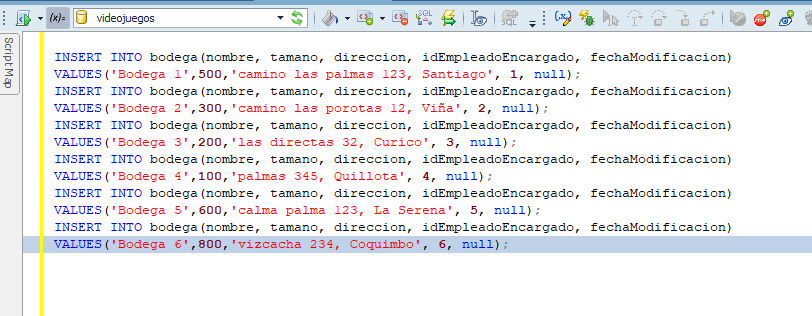 (x)= videojuegos
SQL SQL
Script Map
INSERT INTO bodega(nombre, tamano, direccion, idEmpleadoEncargado, fechaModificacion)
VALUES('Bodega 1',500,'camino las palmas 123, Santiago', 1, null);
INSERT INTO bodega(nombre, tamano, direccion, idEmpleadoEncargado, fechaModificacion)
VALUES('Bodega 2',300,'camino las porotas 12, Viña', 2, null);
INSERT INTO bodega(nombre, tamano, direccion, idEmpleadoEncargado, fechaModificacion)
VALUES('Bodega 3',200,'las directas 32, Curico', 3, null);
INSERT INTO bodega(nombre, tamano, direccion, idEmpleadoEncargado, fechaModificacion)
VALUES('Bodega 4',100,'palmas 345, Quillota', 4, null);
INSERT INTO bodega(nombre, tamano, direccion, idEmpleadoEncargado, fechaModificacion)
VALUES('Bodega 5',600,'calma palma 123, La Serena', 5, null);
INSERT INTO bodega(nombre, tamano, direccion, idEmpleadoEncargado, fechaModificacion)
VALUES('Bodega 6',800,'vizcacha 234, Coquimbo', 6, null);